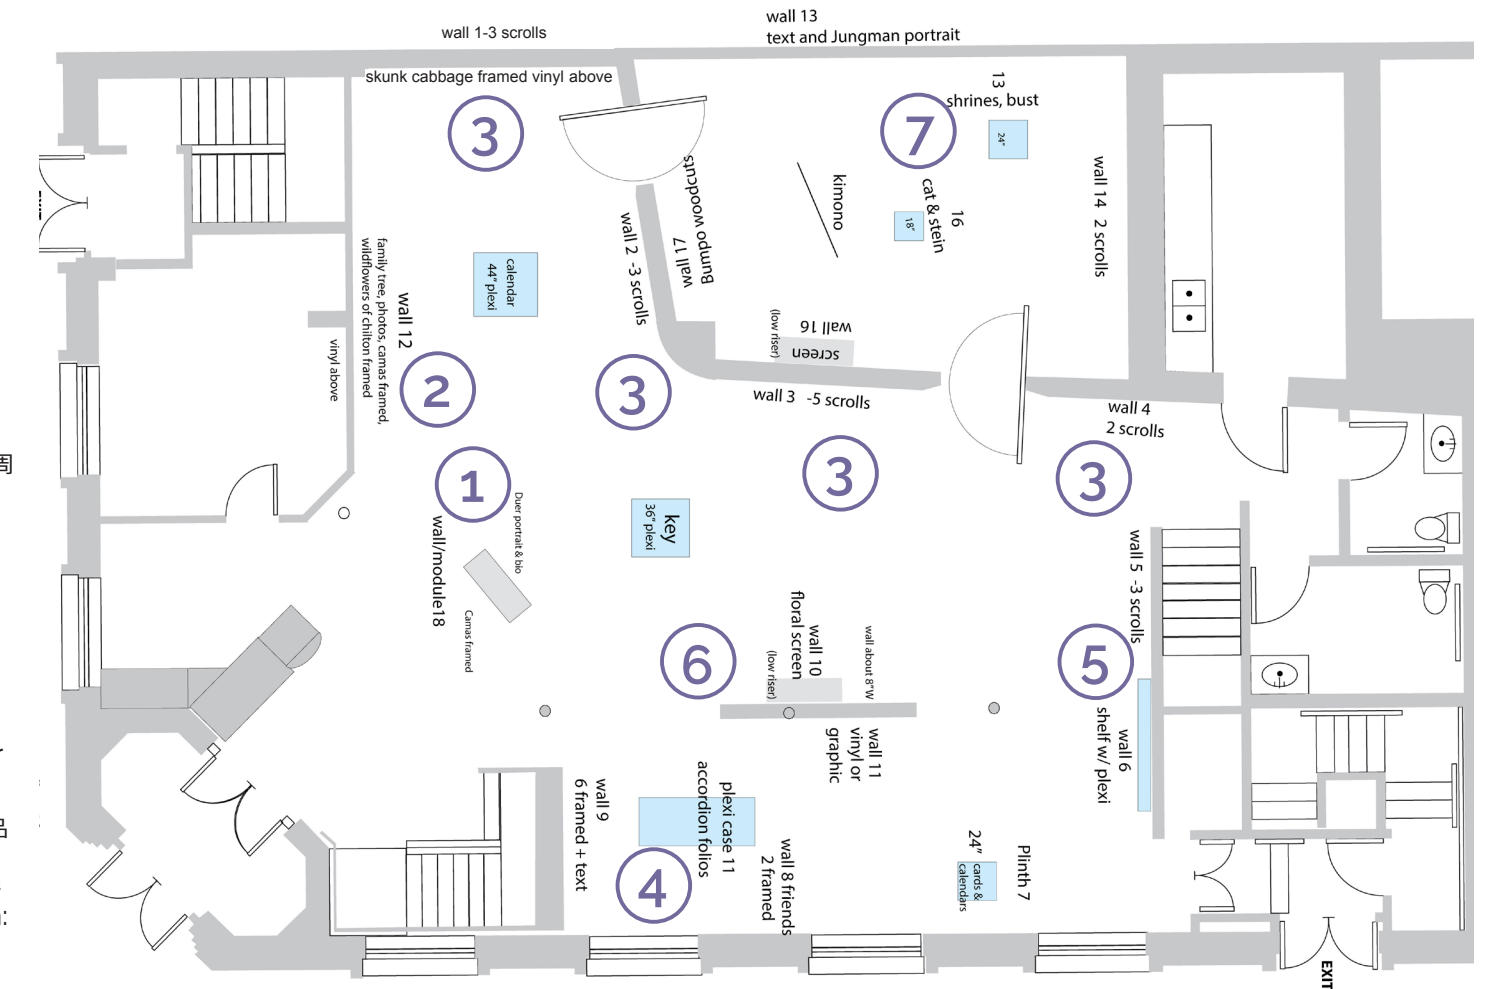 wall 13
text and Jungman portrait
wall 1-3 scrolls
skunk cabbage framed vinyl above
3
7
13
shrines, bust
24"
16
cat & stein
18"
kimono
wall 14 2 scrolls
wall 17
Bumpo woodcuts
wall 2 -3 scrolls
calendar
44" plexi
wall 12
family tree, photos, camas framed,
wildflowers of chilton framed
vinyl above
2
3
wall 16
screen
(low riser)
wall 3 -5 scrolls
wall 4
2 scrolls
1
3
3
Duer portrait & bio
wall/module18
Camas framed
key
36" plexi
wall 5 -3 scrolls
6
wall 10
floral screen
(low riser)
wall about 8"W
5
wall 6
shelf w/ plexi
wall 11
vinyl or
graphic
wall 9
6 framed + text
plexi case 11
accordion folios
4
wall 8 friends
2 framed
24"
cards &
calendars
Plinth 7
EXIT